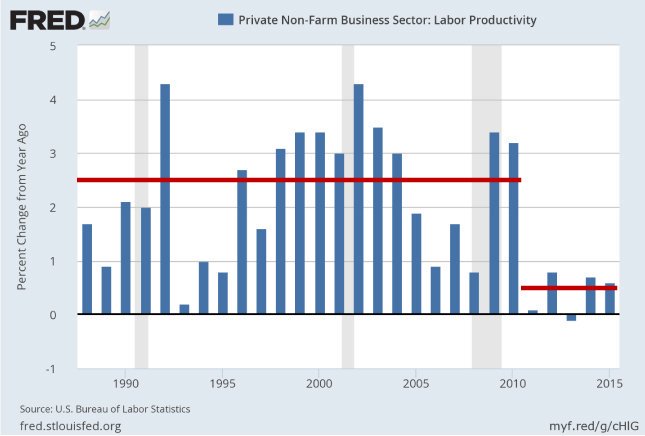 FRED
Private Non-Farm Business Sector: Labor Productivity
Percent Change from Year Ago
5
4
3
2
1
0
-1
1990 1995 2000 2005 2010 2015
Source: U.S. Bureau of Labor Statistics
fred.stlouisfed.org myf.red/g/cHIG